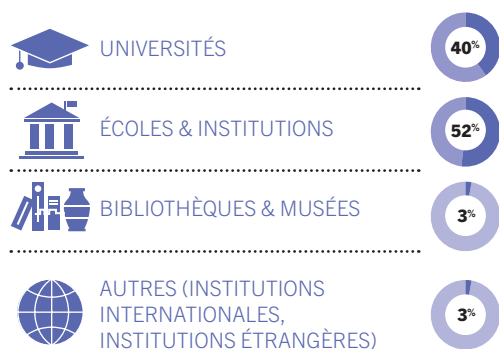 UNIVERSITÉS
40%
ÉCOLES & INSTITUTIONS
52%
BIBLIOTHÈQUES & MUSÉES
3%
AUTRES (INSTITUTIONS
INTERNATIONALES,
INSTITUTIONS ÉTRANGÈRES)
3%